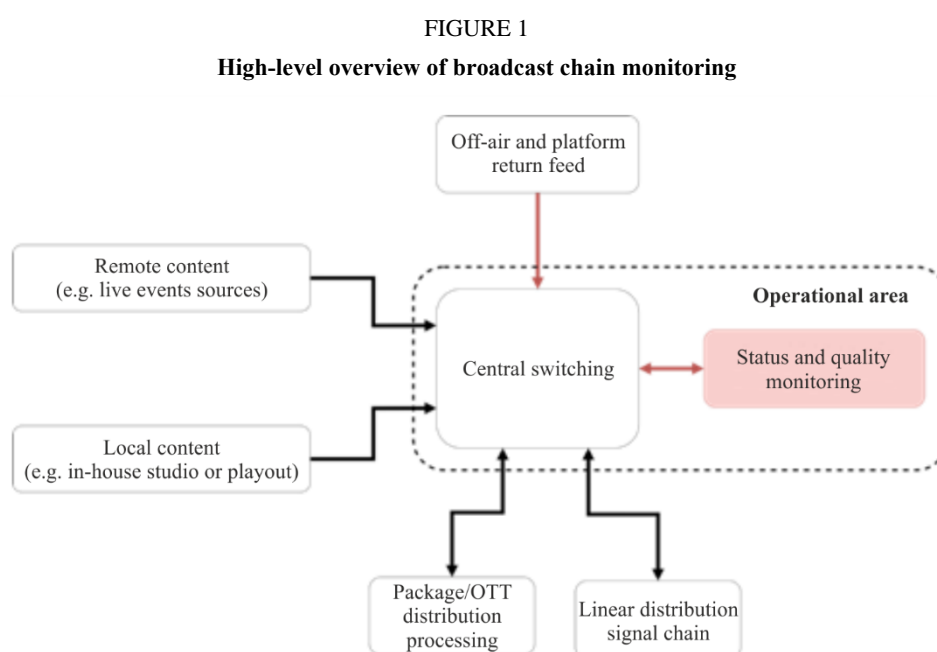 FIGURE 1
High-level overview of broadcast chain monitoring
Off-air and platform
return feed
Remote content
(e.g. live events sources)
Operational area
Central switching
Status and quality
monitoring
Local content
(e.g. in-house studio or playout)
Package/OTT
distribution
processing
Linear distribution
signal chain